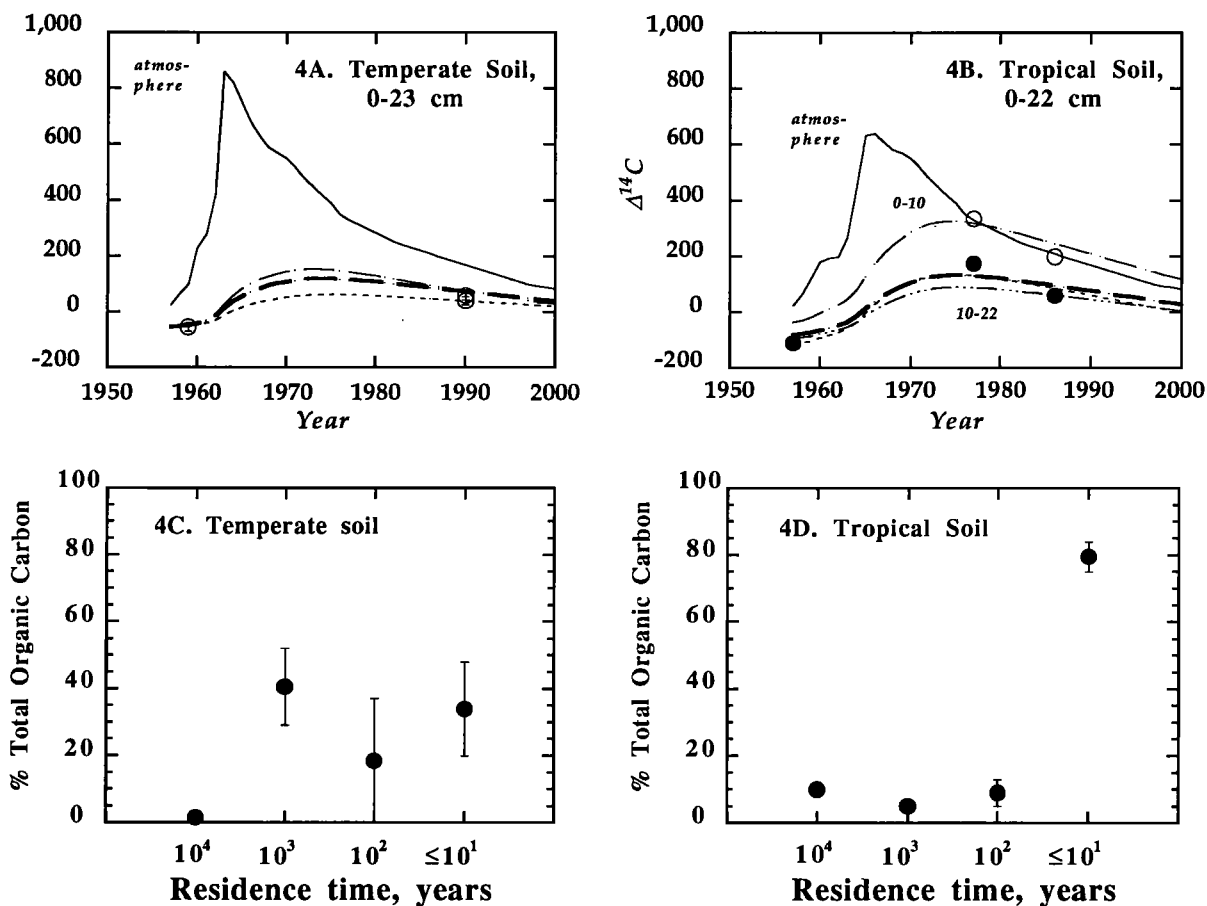 1,000
800
600
400
200
0
-200
atmos-
phere
4A. Temperate Soil,
0-23 cm
1950 1960 1970 1980 1990 2000
Year
Δ14C
1,000
800
600
400
200
0
-200
atmos-
phere
4B. Tropical Soil,
0-22 cm
0-10
10-22
1950 1960 1970 1980 1990 2000
Year
% Total Organic Carbon
100
80
60
40
20
0
4C. Temperate soil
10⁴ 10³ 10² ≤10¹
Residence time, years
% Total Organic Carbon
100
80
60
40
20
0
4D. Tropical Soil
10⁴ 10³ 10² ≤10¹
Residence time, years